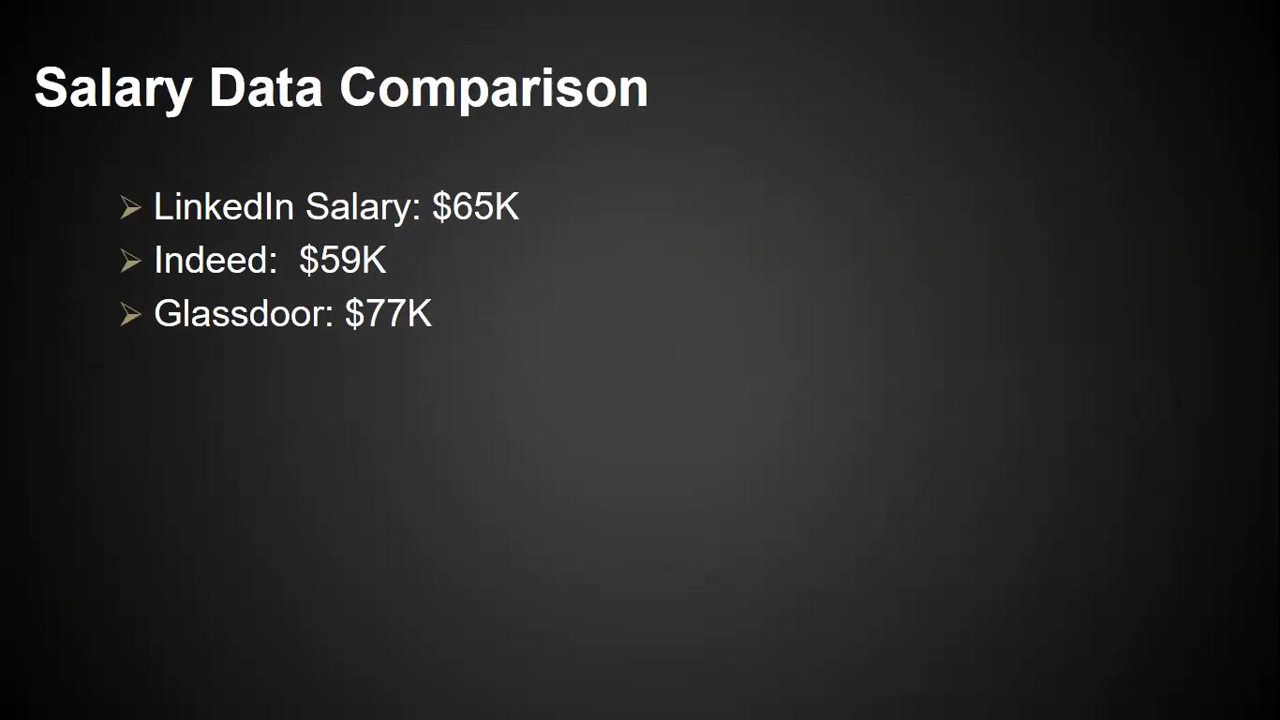 Salary Data Comparison
➢ LinkedIn Salary: $65K
➢ Indeed:  $59K
➢ Glassdoor: $77K